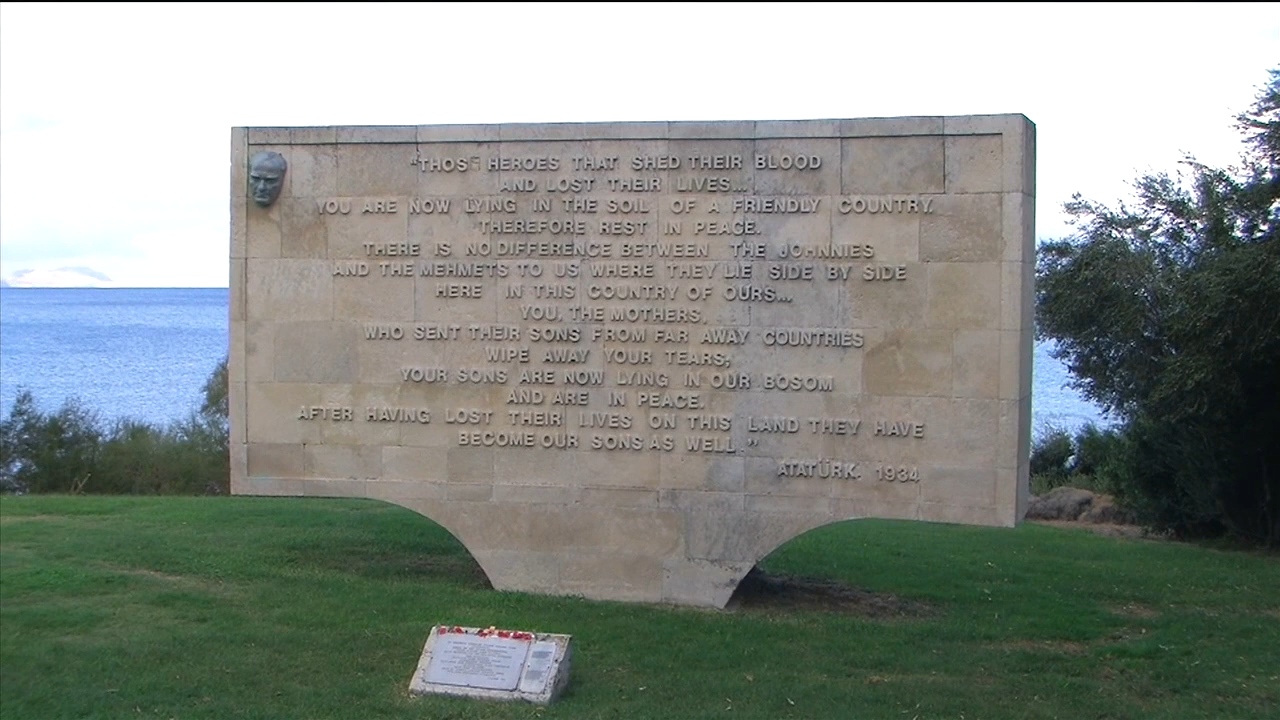 "THOS HEROES THAT SHED THEIR BLOOD
AND LOST THEIR LIVES...
YOU ARE NOW LYING IN THE SOIL OF A FRIENDLY COUNTRY.
THEREFORE REST IN PEACE.
THERE IS NO DIFFERENCE BETWEEN THE JOHNNIES
AND THE MEHMETS TO US WHERE THEY LIE SIDE BY SIDE
HERE IN THIS COUNTRY OF OURS...
YOU, THE MOTHERS,
WHO SENT THEIR SONS FROM FAR AWAY COUNTRIES
WIPE AWAY YOUR TEARS;
YOUR SONS ARE NOW LYING IN OUR BOSOM
AND ARE IN PEACE.
AFTER HAVING LOST THEIR LIVES ON THIS LAND THEY HAVE
BECOME OUR SONS AS WELL."
ATATÜRK. 1934